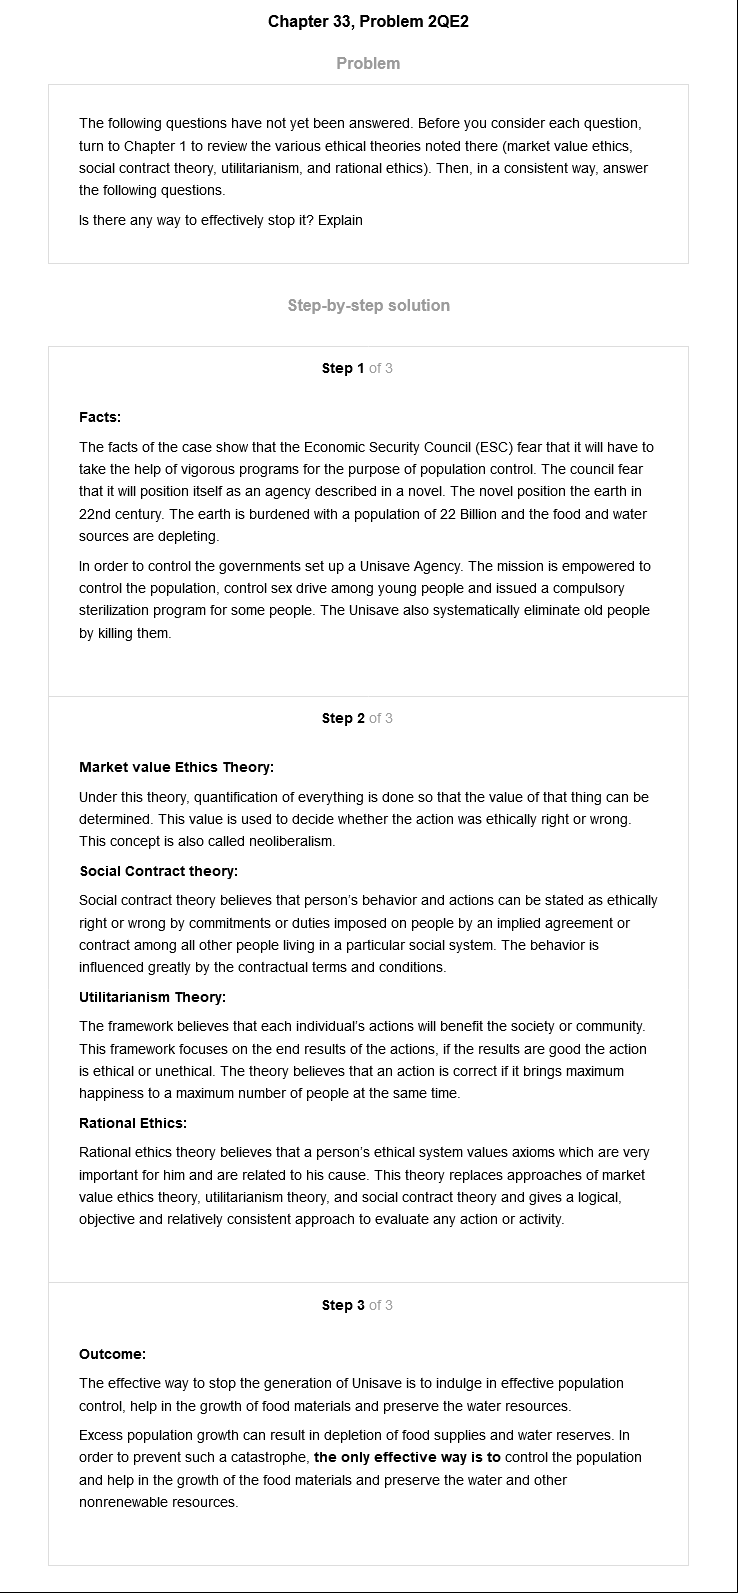 Chapter 33, Problem 2QE2
Problem
The following questions have not yet been answered. Before you consider each question,
turn to Chapter 1 to review the various ethical theories noted there (market value ethics,
social contract theory, utilitarianism, and rational ethics). Then, in a consistent way, answer
the following questions.
Is there any way to effectively stop it? Explain
Step-by-step solution
Step 1 of 3
Facts:
The facts of the case show that the Economic Security Council (ESC) fear that it will have to
take the help of vigorous programs for the purpose of population control. The council fear
that it will position itself as an agency described in a novel. The novel position the earth in
22nd century. The earth is burdened with a population of 22 Billion and the food and water
sources are depleting.
In order to control the governments set up a Unisave Agency. The mission is empowered to
control the population, control sex drive among young people and issued a compulsory
sterilization program for some people. The Unisave also systematically eliminate old people
by killing them.
Step 2 of 3
Market value Ethics Theory:
Under this theory, quantification of everything is done so that the value of that thing can be
determined. This value is used to decide whether the action was ethically right or wrong.
This concept is also called neoliberalism.
Social Contract theory:
Social contract theory believes that person's behavior and actions can be stated as ethically
right or wrong by commitments or duties imposed on people by an implied agreement or
contract among all other people living in a particular social system. The behavior is
influenced greatly by the contractual terms and conditions.
Utilitarianism Theory:
The framework believes that each individual's actions will benefit the society or community.
This framework focuses on the end results of the actions, if the results are good the action
is ethical or unethical. The theory believes that an action is correct if it brings maximum
happiness to a maximum number of people at the same time.
Rational Ethics:
Rational ethics theory believes that a person's ethical system values axioms which are very
important for him and are related to his cause. This theory replaces approaches of market
value ethics theory, utilitarianism theory, and social contract theory and gives a logical,
objective and relatively consistent approach to evaluate any action or activity.
Step 3 of 3
Outcome:
The effective way to stop the generation of Unisave is to indulge in effective population
control, help in the growth of food materials and preserve the water resources.
Excess population growth can result in depletion of food supplies and water reserves. In
order to prevent such a catastrophe, the only effective way is to control the population
and help in the growth of the food materials and preserve the water and other
nonrenewable resources.